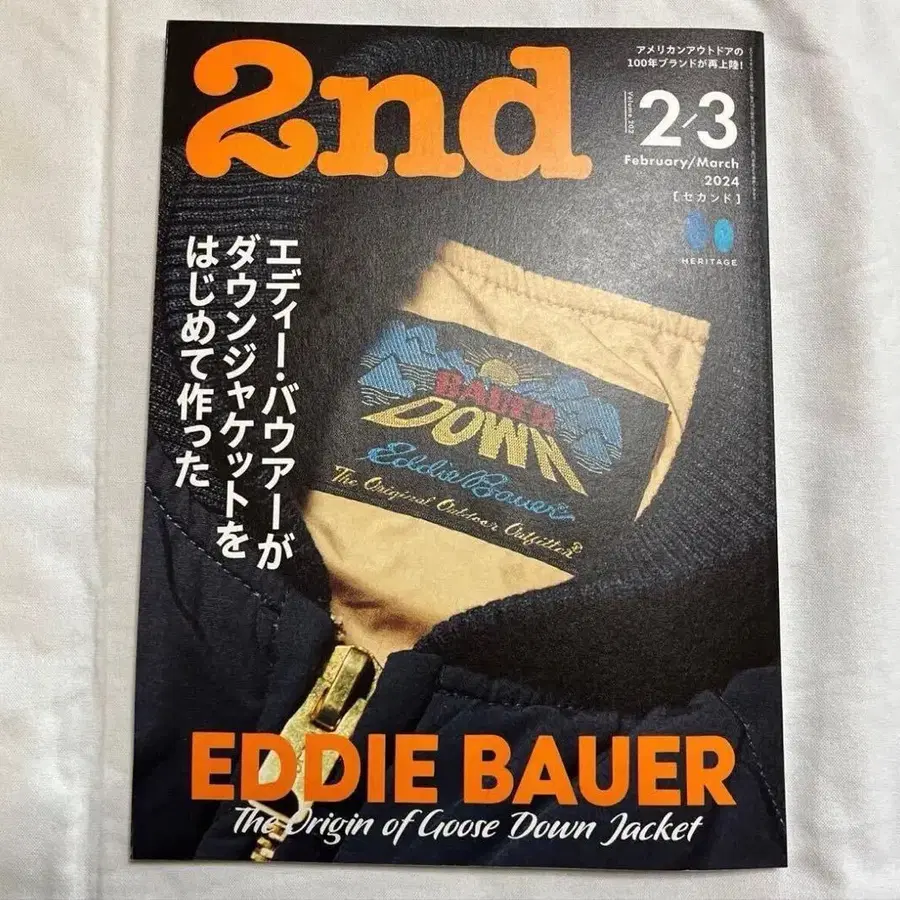 2nd
アメリカンアウトドアの
100年ブランドが再上陸!
Volume 202
2/3
February/March
2024
[セカンド]
HERITAGE
エディー・バウアーが
ダウンジャケットを
はじめて作った
BAUER
DOWN
Eddie Bauer®
The Original Outdoor Outfitter®
EDDIE BAUER
The Origin of Goose Down Jacket